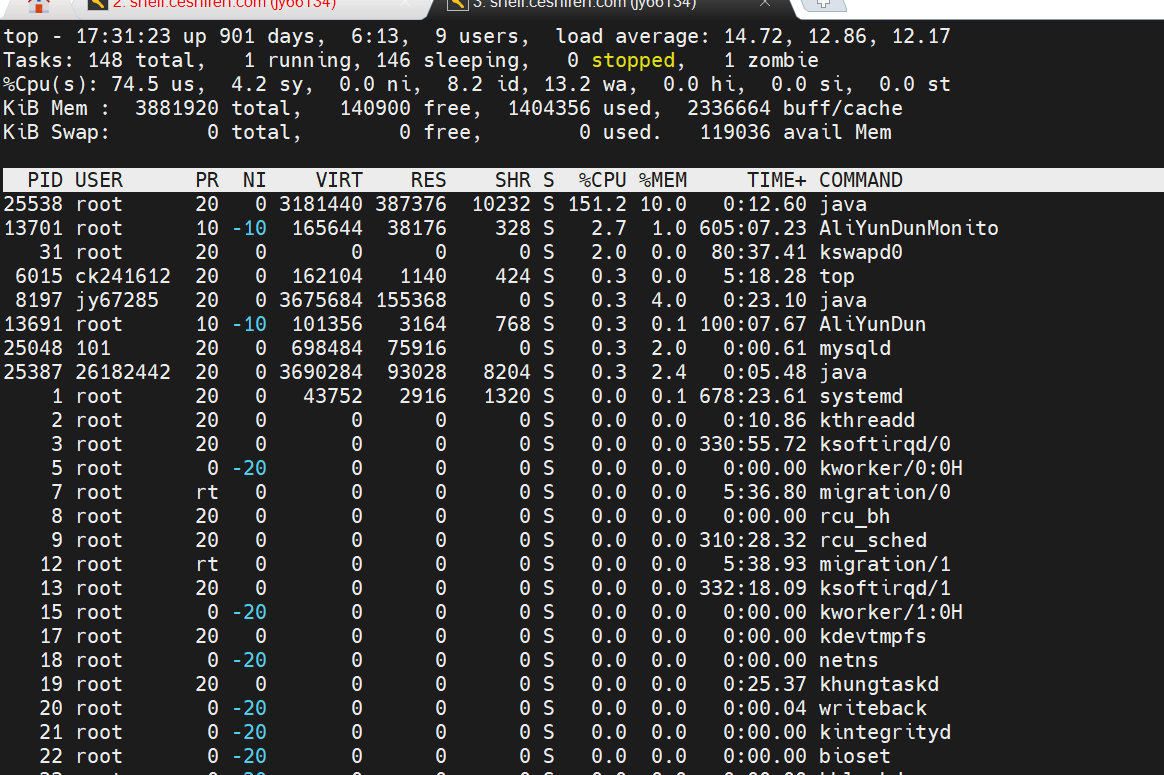 2. shell.ceshiren.com (jy66134)
3. shell.ceshiren.com (jy66134)
top - 17:31:23 up 901 days,  6:13,  9 users,  load average: 14.72, 12.86, 12.17
Tasks: 148 total,   1 running, 146 sleeping,   0 stopped,   1 zombie
%Cpu(s): 74.5 us,  4.2 sy,  0.0 ni,  8.2 id, 13.2 wa,  0.0 hi,  0.0 si,  0.0 st
KiB Mem :  3881920 total,   140900 free,  1404356 used,  2336664 buff/cache
KiB Swap:        0 total,        0 free,        0 used.   119036 avail Mem
PID USER      PR  NI    VIRT    RES    SHR S  %CPU %MEM     TIME+ COMMAND
25538 root      20   0 3181440 387376  10232 S 151.2 10.0   0:12.60 java
13701 root      10 -10  165644  38176    328 S   2.7  1.0 605:07.23 AliYunDunMonito
31 root      20   0       0      0      0 S   2.0  0.0  80:37.41 kswapd0
6015 ck241612  20   0  162104   1140    424 S   0.3  0.0   5:18.28 top
8197 jy67285   20   0 3675684 155368      0 S   0.3  4.0   0:23.10 java
13691 root      10 -10  101356   3164    768 S   0.3  0.1 100:07.67 AliYunDun
25048 101       20   0  698484  75916      0 S   0.3  2.0   0:00.61 mysqld
25387 26182442  20   0 3690284  93028   8204 S   0.3  2.4   0:05.48 java
1 root      20   0   43752   2916   1320 S   0.0  0.1 678:23.61 systemd
2 root      20   0       0      0      0 S   0.0  0.0   0:10.86 kthreadd
3 root      20   0       0      0      0 S   0.0  0.0 330:55.72 ksoftirqd/0
5 root       0 -20       0      0      0 S   0.0  0.0   0:00.00 kworker/0:0H
7 root      rt   0       0      0      0 S   0.0  0.0   5:36.80 migration/0
8 root      20   0       0      0      0 S   0.0  0.0   0:00.00 rcu_bh
9 root      20   0       0      0      0 S   0.0  0.0 310:28.32 rcu_sched
12 root      rt   0       0      0      0 S   0.0  0.0   5:38.93 migration/1
13 root      20   0       0      0      0 S   0.0  0.0 332:18.09 ksoftirqd/1
15 root       0 -20       0      0      0 S   0.0  0.0   0:00.00 kworker/1:0H
17 root      20   0       0      0      0 S   0.0  0.0   0:00.00 kdevtmpfs
18 root       0 -20       0      0      0 S   0.0  0.0   0:00.00 netns
19 root      20   0       0      0      0 S   0.0  0.0   0:25.37 khungtaskd
20 root       0 -20       0      0      0 S   0.0  0.0   0:00.04 writeback
21 root       0 -20       0      0      0 S   0.0  0.0   0:00.00 kintegrityd
22 root       0 -20       0      0      0 S   0.0  0.0   0:00.00 bioset